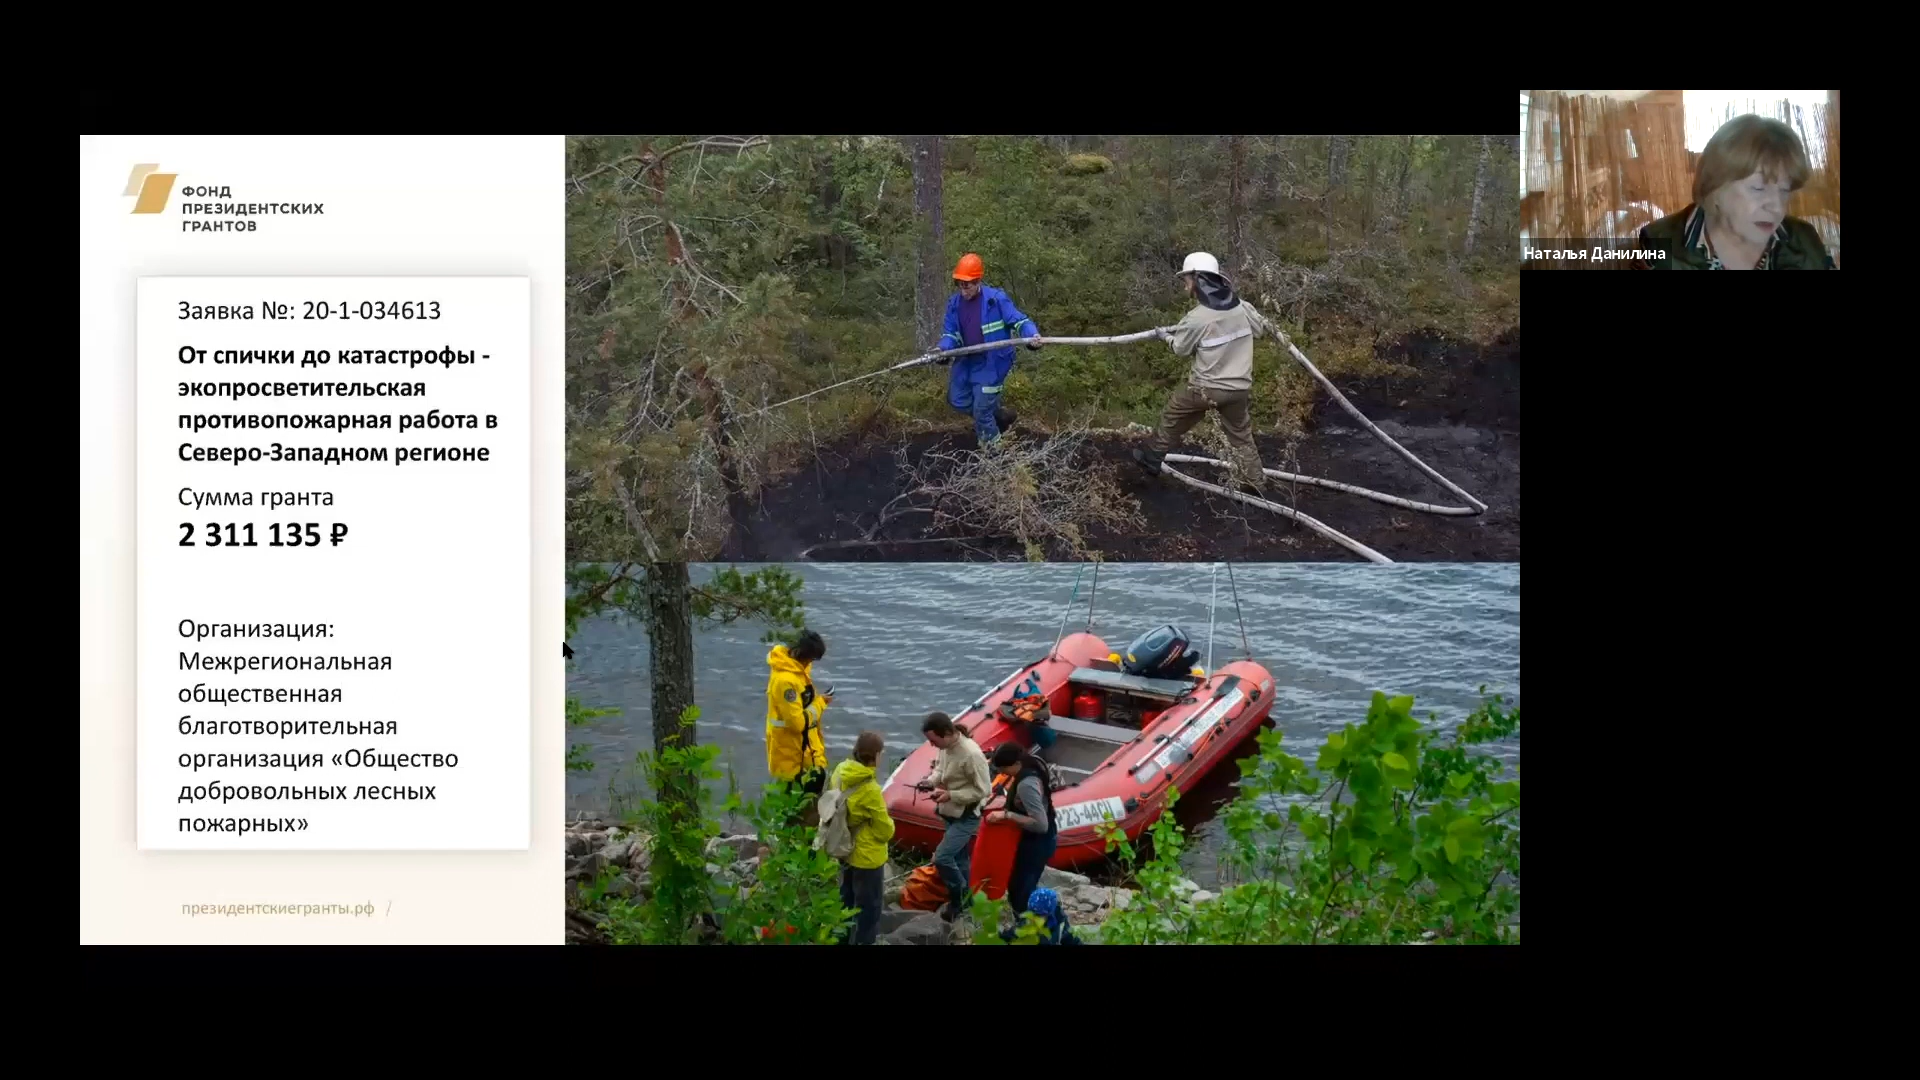 ФОНД
ПРЕЗИДЕНТСКИХ
ГРАНТОВ
Заявка №: 20-1-034613
От спички до катастрофы -
экопросветительская
противопожарная работа в
Северо-Западном регионе
Сумма гранта
2 311 135 ₽
Организация:
Межрегиональная
общественная
благотворительная
организация «Общество
добровольных лесных
пожарных»
президентскиегранты.рф /
Наталья Данилина